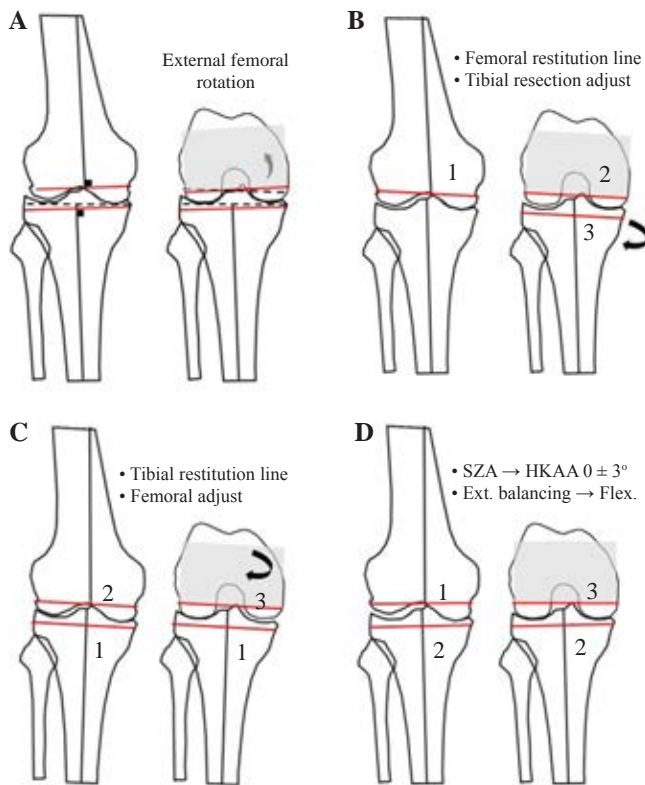 A
External femoral
rotation
B
• Femoral restitution line
• Tibial resection adjust
1
2
3
C
• Tibial restitution line
• Femoral adjust
2
3
1
1
D
• SZA → HKAA 0 ± 3º
• Ext. balancing → Flex.
1
3
2
2